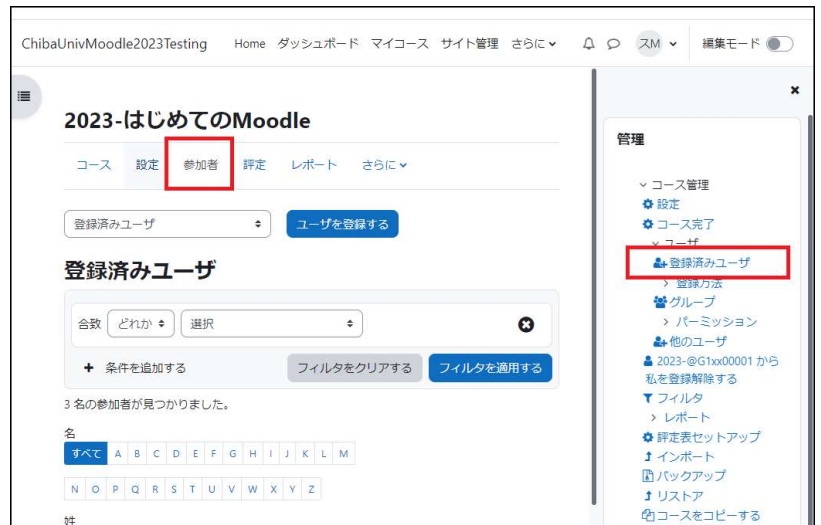 ChibaUnivMoodle2023Testing Home ダッシュボード マイコース サイト管理 さらに スM 編集モード
2023-はじめてのMoodle
コース 設定 参加者 評定 レポート さらに
登録済みユーザ ユーザを登録する
登録済みユーザ
合致 どれか 選択
条件を追加する フィルタをクリアする フィルタを適用する
3 名の参加者が見つかりました。
名
すべて A B C D E F G H I J K L M
N O P Q R S T U V W X Y Z
姓
管理
コース管理
設定
コース完了
ユーザ
登録済みユーザ
登録方法
グループ
パーミッション
他のユーザ
2023-@G1xx00001 から
私を登録解除する
フィルタ
レポート
評定表セットアップ
インポート
バックアップ
リストア
コースをコピーする